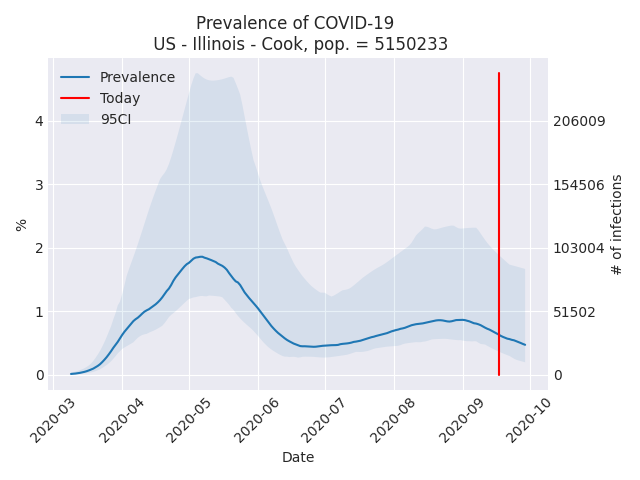 Prevalence of COVID-19
US - Illinois - Cook, pop. = 5150233
Prevalence
Today
95CI
%
4
3
2
1
0
206009
154506
103004
51502
0
# of infections
2020-03
2020-04
2020-05
2020-06
2020-07
2020-08
2020-09
2020-10
Date